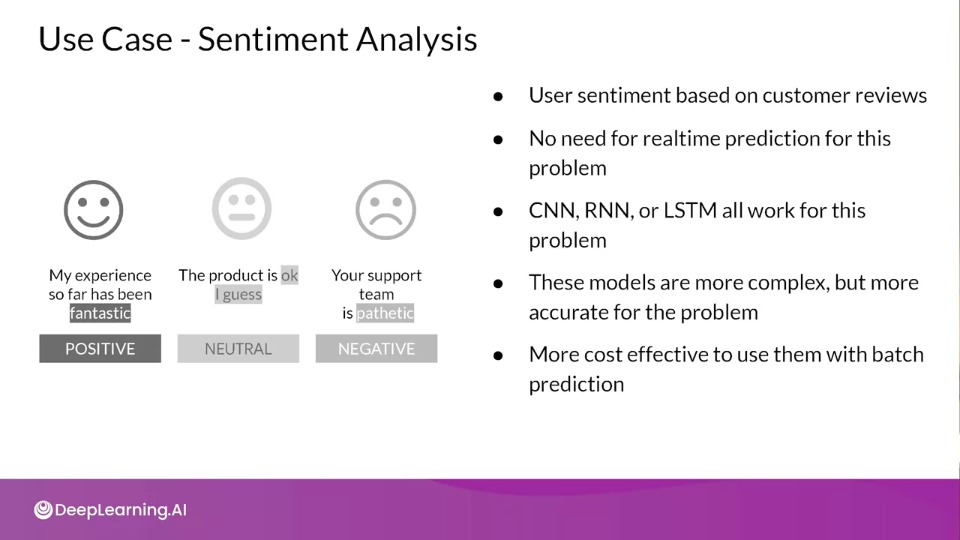 Use Case - Sentiment Analysis
● User sentiment based on customer reviews
● No need for realtime prediction for this
problem
● CNN, RNN, or LSTM all work for this
problem
● These models are more complex, but more
accurate for the problem
● More cost effective to use them with batch
prediction
My experience
so far has been
fantastic
POSITIVE
The product is ok
I guess
NEUTRAL
Your support
team
is pathetic
NEGATIVE
DeepLearning.AI